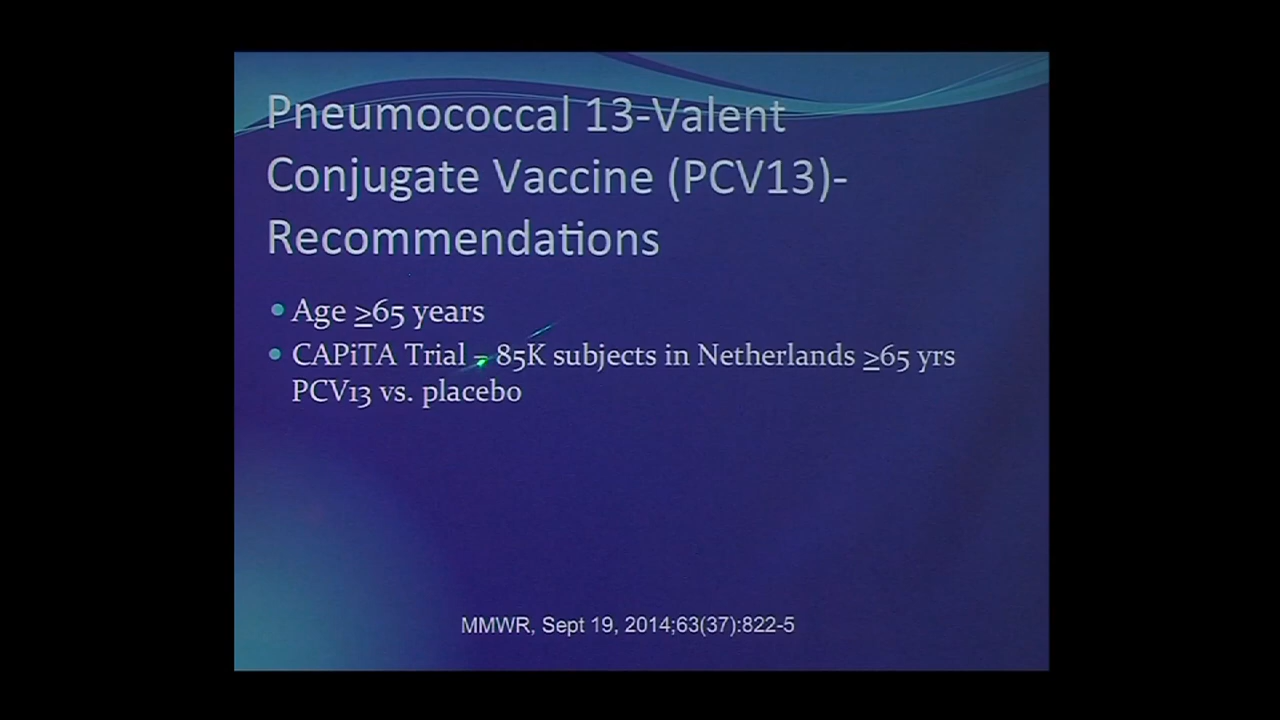 Pneumococcal 13-Valent
Conjugate Vaccine (PCV13)-
Recommendations
• Age ≥65 years
• CAPiTA Trial – 85K subjects in Netherlands ≥65 yrs
PCV13 vs. placebo
MMWR, Sept 19, 2014;63(37):822-5